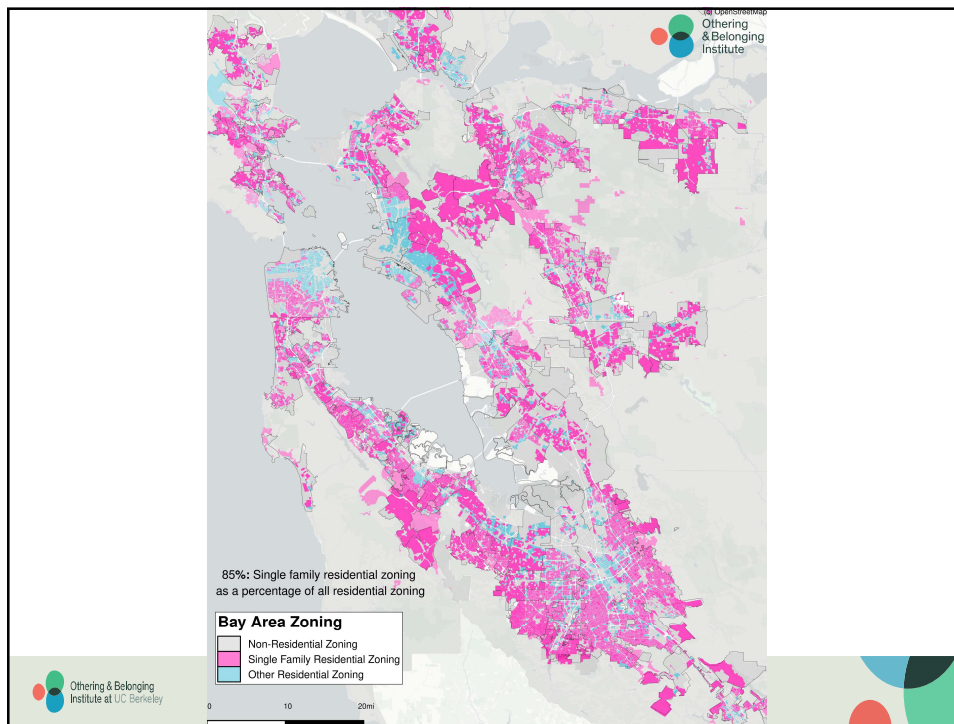 (c) OpenStreetMap
Othering
& Belonging
Institute
85%: Single family residential zoning
as a percentage of all residential zoning
Bay Area Zoning
Non-Residential Zoning
Single Family Residential Zoning
Other Residential Zoning
0 10 20mi
Othering & Belonging
Institute at UC Berkeley